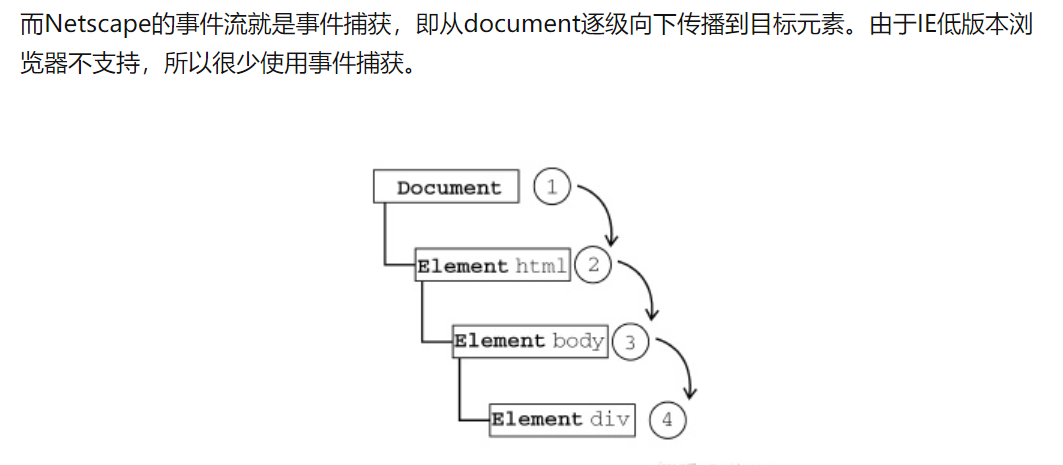 而Netscape的事件流就是事件捕获，即从document逐级向下传播到目标元素。由于IE低版本浏
览器不支持，所以很少使用事件捕获。
Document 1
Element html 2
Element body 3
Element div 4